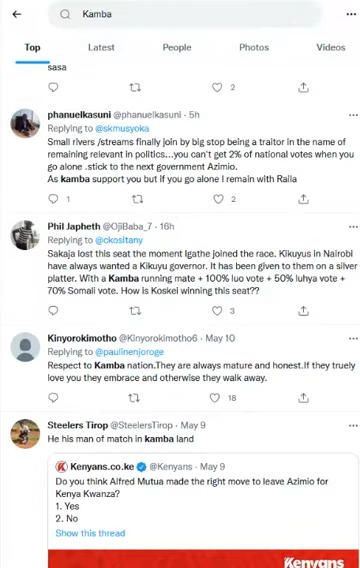 Kamba
Top Latest People Photos Videos
sasa
2
phanuelkasuni @phanuelkasuni · 5h
Replying to @skmusyoka
Small rivers /streams finally join by big stop being a traitor in the name of
remaining relevant in politics...you can't get 2% of national votes when you
go alone .stick to the next government Azimio.
As kamba support you but if you go alone I remain with Raila
1 2
Phil Japheth @OjiBaba_7 · 16h
Replying to @ckositany
Sakaja lost this seat the moment Igathe joined the race. Kikuyus in Nairobi
have always wanted a Kikuyu governor. It has been given to them on a silver
platter. With a Kamba running mate + 100% luo vote + 50% luhya vote +
70% Somali vote. How is Koskei winning this seat??
3
Kinyorokimotho @Kinyorokimotho6 · May 10
Replying to @paulinenjoroge
Respect to Kamba nation.They are always mature and honest.If they truely
love you they embrace and otherwise they walk away.
18
Steelers Tirop @SteelersTirop · May 9
He his man of match in kamba land
Kenyans.co.ke @Kenyans · May 9
Do you think Alfred Mutua made the right move to leave Azimio for
Kenya Kwanza?
1. Yes
2. No
Show this thread
Kenyans